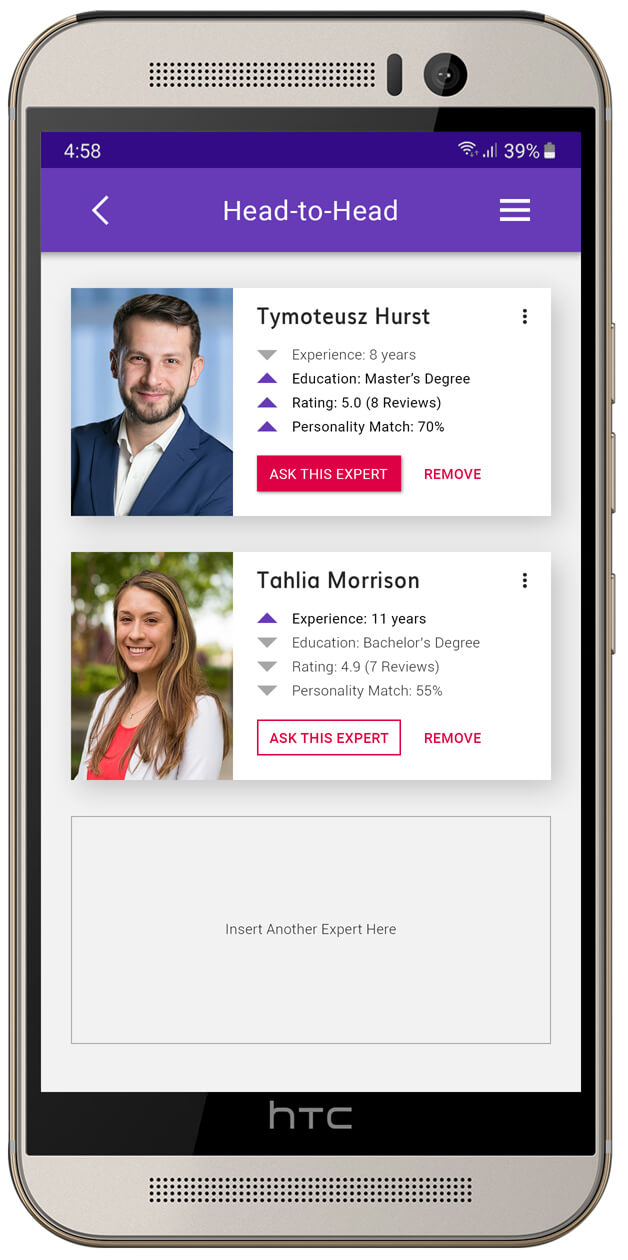 4:58
39%
Head-to-Head
Tymoteusz Hurst
Experience: 8 years
Education: Master’s Degree
Rating: 5.0 (8 Reviews)
Personality Match: 70%
ASK THIS EXPERT
REMOVE
Tahlia Morrison
Experience: 11 years
Education: Bachelor's Degree
Rating: 4.9 (7 Reviews)
Personality Match: 55%
ASK THIS EXPERT
REMOVE
Insert Another Expert Here
hTC